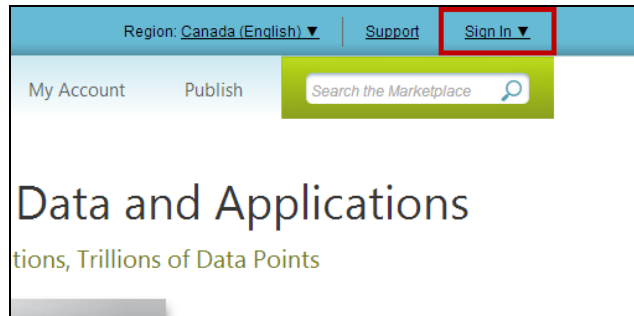 Region: Canada (English) ▼ Support Sign In ▼
My Account Publish Search the Marketplace
Data and Applications
tions, Trillions of Data Points